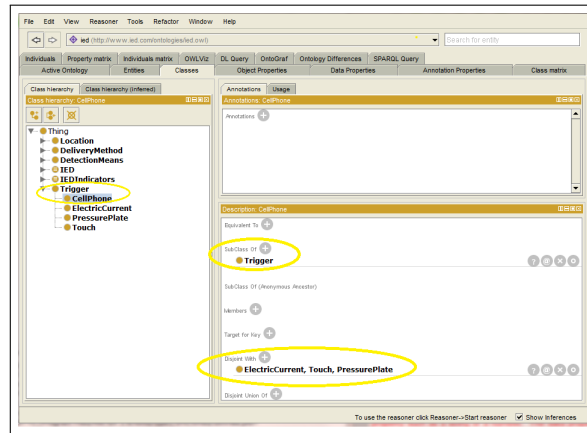 File Edit View Reasoner Tools Refactor Window Help
ied (http://www.ied.com/ontologies/ied.owl)
Search for entity
Individuals Property matrix Individuals matrix OWLViz DL Query OntoGraf Ontology Differences SPARQL Query
Active Ontology Entities Classes Object Properties Data Properties Annotation Properties Class matrix
Class hierarchy Class hierarchy (inferred)
Class hierarchy: CellPhone
Thing
Location
DeliveryMethod
DetectionMeans
IED
IEDIndicators
Trigger
CellPhone
ElectricCurrent
PressurePlate
Touch
Annotations Usage
Annotations: CellPhone
Annotations
Description: CellPhone
Equivalent To
SubClass Of
Trigger
SubClass Of (Anonymous Ancestor)
Members
Target for Key
Disjoint With
ElectricCurrent, Touch, PressurePlate
Disjoint Union Of
To use the reasoner click Reasoner->Start reasoner Show Inferences